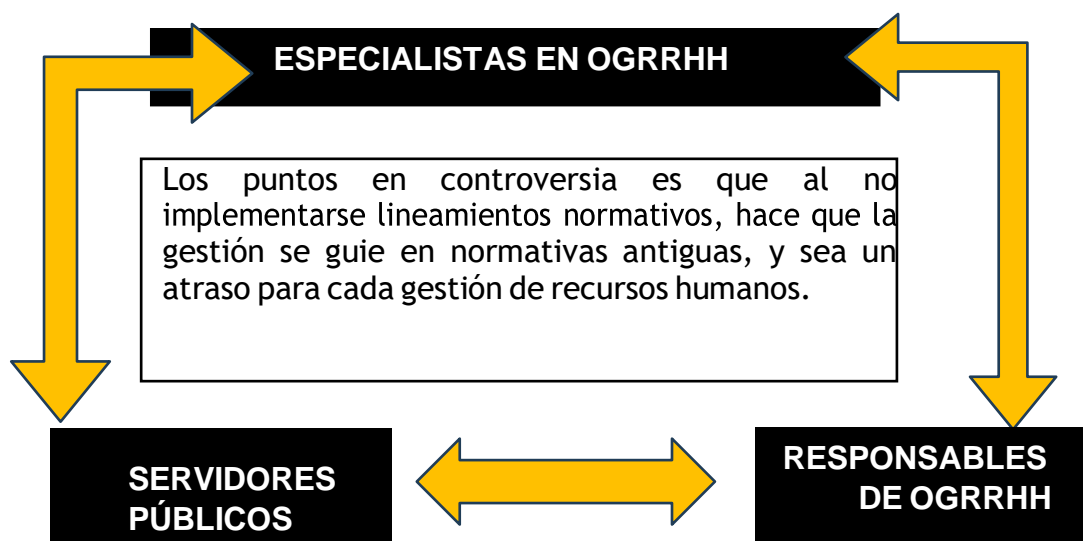 ESPECIALISTAS EN OGRRHH
Los puntos en controversia es que al no
implementarse lineamientos normativos, hace que la
gestión se guie en normativas antiguas, y sea un
atraso para cada gestión de recursos humanos.
SERVIDORES
PÚBLICOS
RESPONSABLES
DE OGRRHH